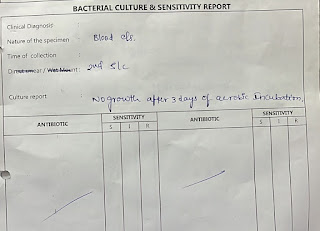 BACTERIAL CULTURE & SENSITIVITY REPORT
Clinical Diagnosis
Nature of the specimen : Blood c/s.
Time of collection :
Direct smear / Wet Mount : 2nd S/c
Culture report : No growth after 3 days of aerobic incubation.
ANTIBIOTIC SENSITIVITY ANTIBIOTIC SENSITIVITY
S I R S I R